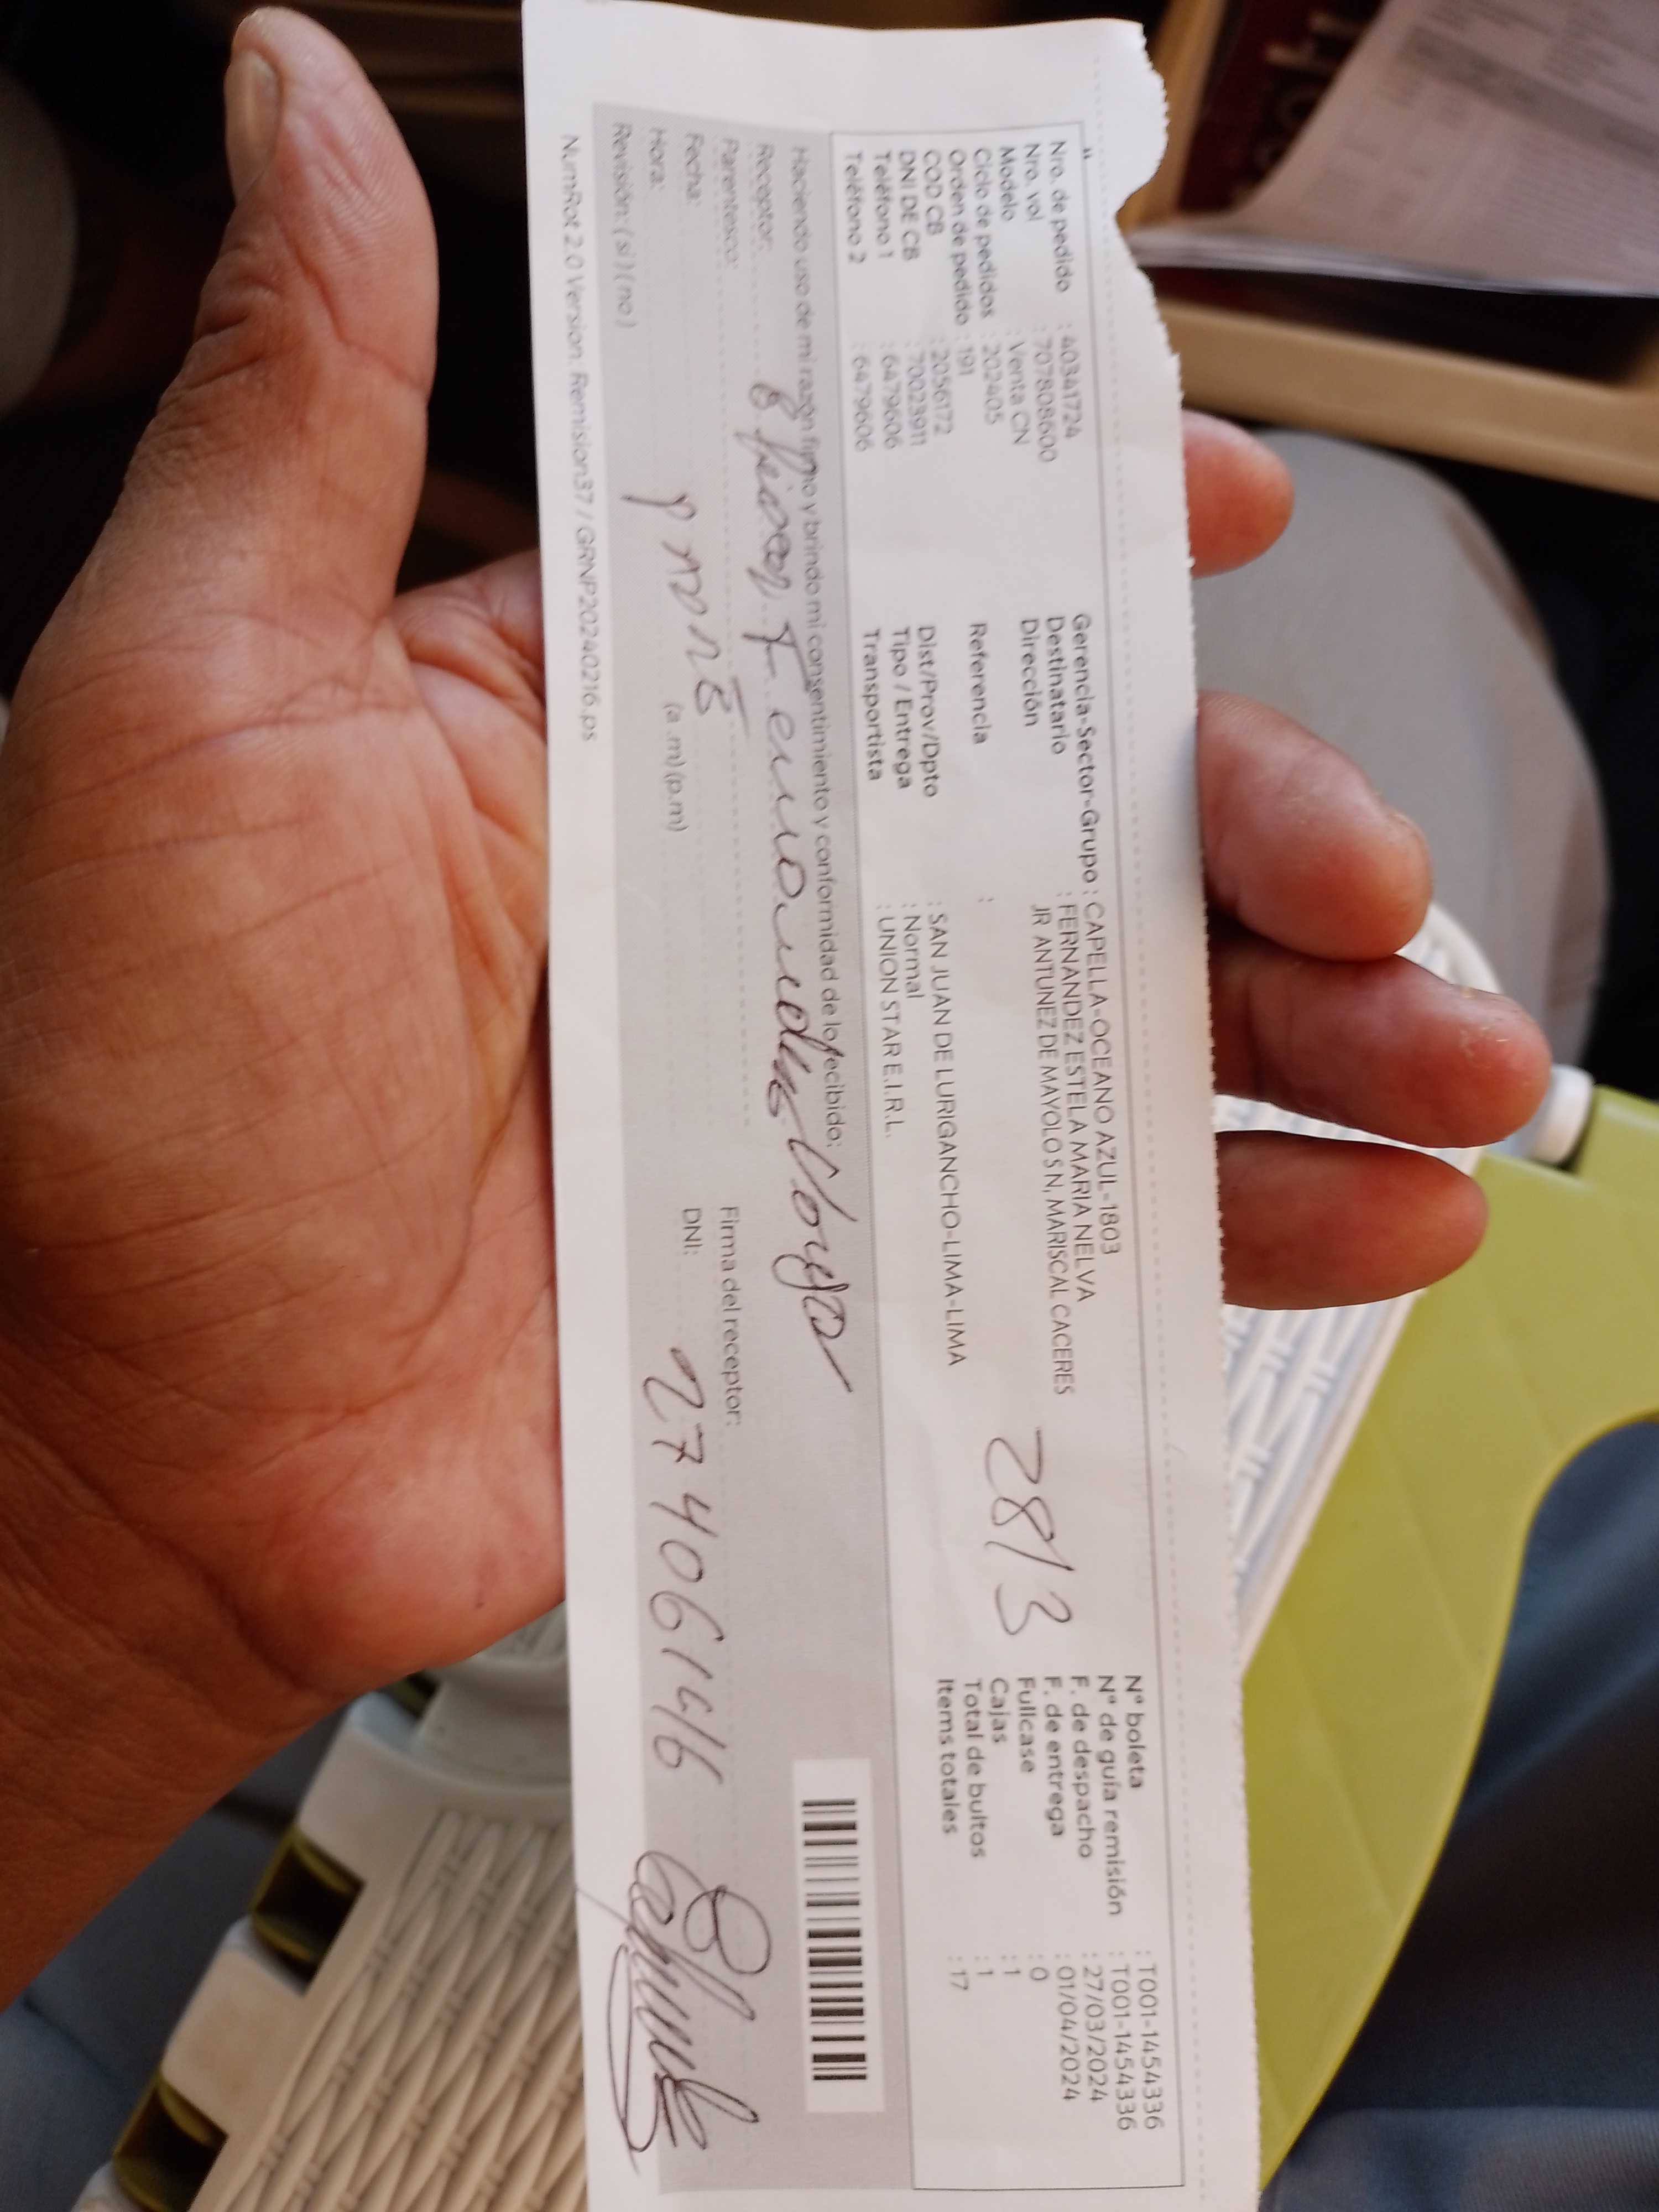 Nro. de pedido : 40341724
Nro. vol : 707808600
Modelo : Venta CN
Ciclo de pedidos : 202405
Orden de pedido : 191
COD CB : 2056172
DNI DE CB : 70023911
Teléfono 1 : 6479606
Teléfono 2 : 6479606
Gerencia-Sector-Grupo : CAPELLA-OCEANO AZUL-1803
Destinatario : FERNANDEZ ESTELA MARIA NELVA
Dirección JR ANTUNEZ DE MAYOLO S N, MARISCAL CACERES
Referencia :
Dist/Prov/Dpto : SAN JUAN DE LURIGANCHO-LIMA-LIMA
Tipo / Entrega : Normal
Transportista : UNION STAR E.I.R.L.
28/3
N° boleta : T001-1454336
N° de guía remisión : T001-1454336
F. de despacho : 27/03/2024
F. de entrega : 01/04/2024
Fullcase : 0
Cajas : 1
Total de bultos : 1
Items totales : 17
Haciendo uso de mi razón firmo y brindo mi consentimiento y conformidad de lo recibido:
Receptor:
Parentesco:
Fecha:
Hora: (a.m) (p.m)
Revisión: ( si ) ( no )
Firma del receptor:
DNI:
NumRot 2.0 Version. Remision37 / GRNP20240216.ps